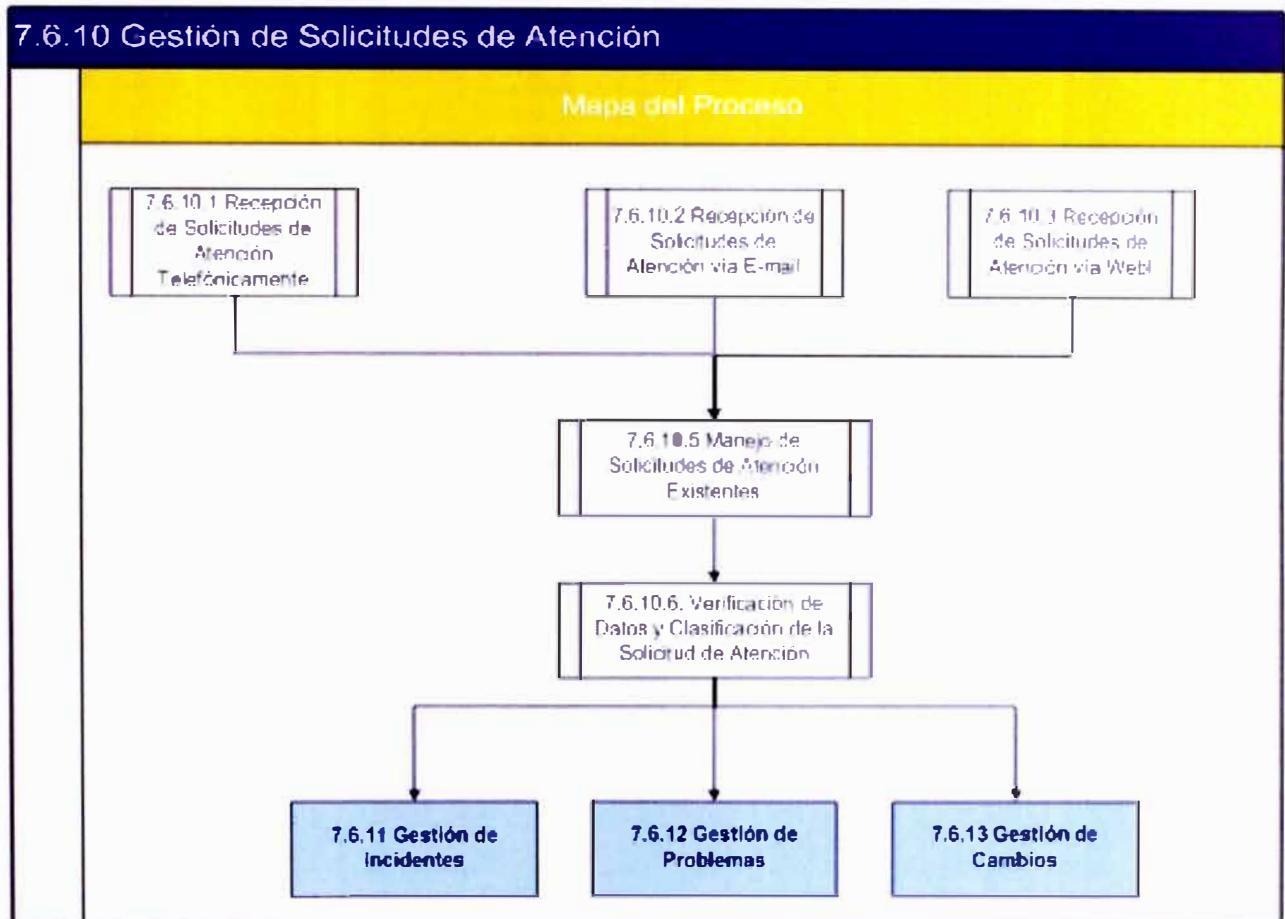 7.6.10 Gestión de Solicitudes de Atención
Mapa del Proceso
7.6.10.1 Recepción
de Solicitudes de
Atención
Telefónicamente
7.6.10.2 Recepción de
Solicitudes de
Atención via E-mail
7.6.10.3 Recepción
de Solicitudes de
Atención via Webl
7.6.10.5 Manejo de
Solicitudes de Atención
Existentes
7.6.10.6. Verificación de
Datos y Clasificación de la
Solicitud de Atención
7.6.11 Gestión de
Incidentes
7.6.12 Gestión de
Problemas
7.6.13 Gestión de
Cambios